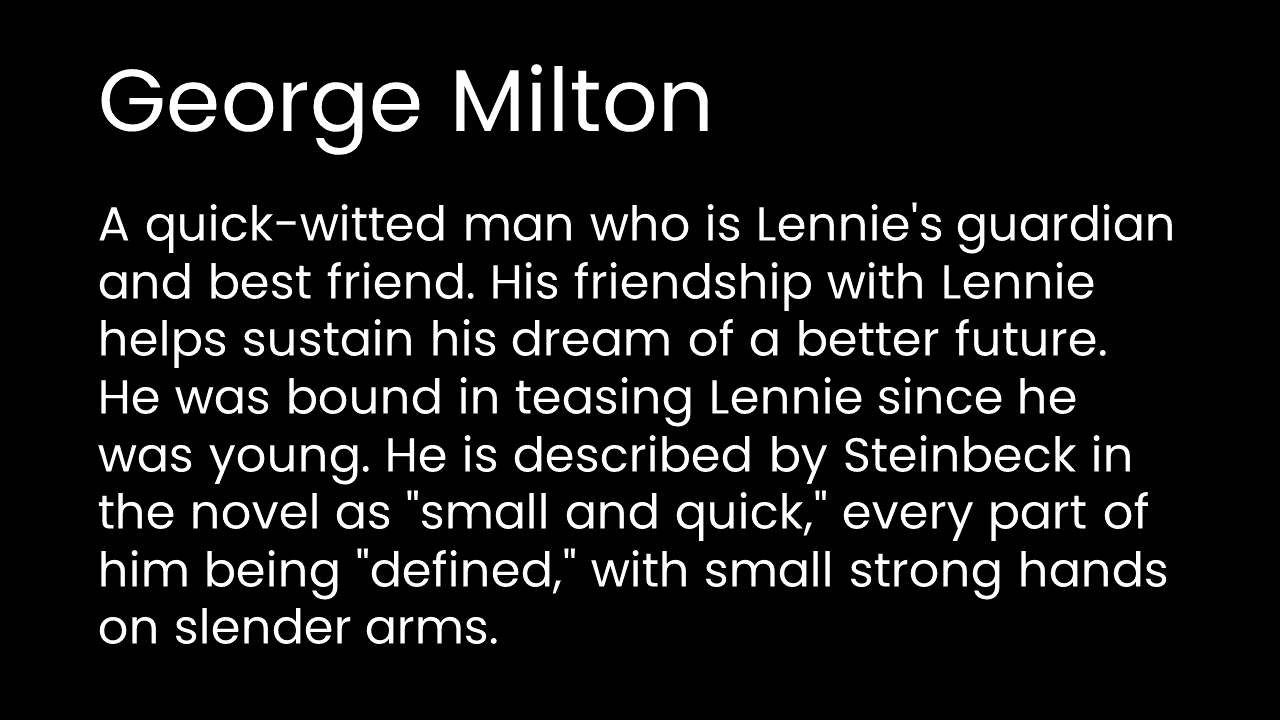 George Milton
A quick-witted man who is Lennie's guardian
and best friend. His friendship with Lennie
helps sustain his dream of a better future.
He was bound in teasing Lennie since he
was young. He is described by Steinbeck in
the novel as "small and quick," every part of
him being "defined," with small strong hands
on slender arms.